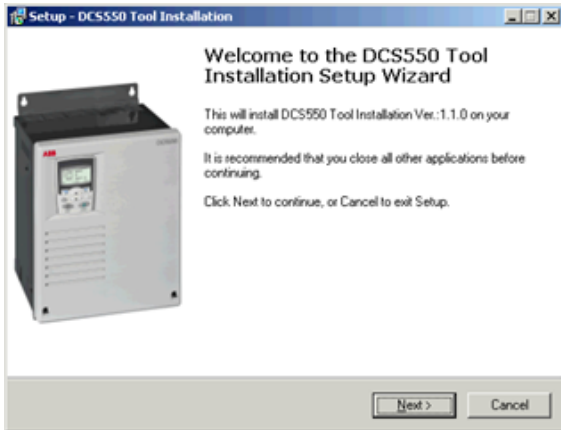 Setup - DCS550 Tool Installation
Welcome to the DCS550 Tool
Installation Setup Wizard
This will install DCS550 Tool Installation Ver.:1.1.0 on your
computer.
It is recommended that you close all other applications before
continuing.
Click Next to continue, or Cancel to exit Setup.
ABB
Next >
Cancel